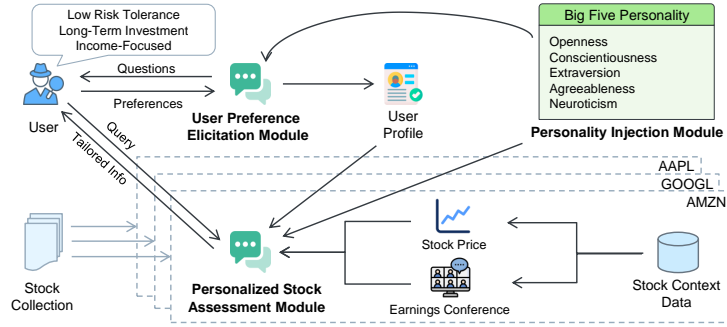 Low Risk Tolerance
Long-Term Investment
Income-Focused
Big Five Personality
Openness
Conscientiousness
Extraversion
Agreeableness
Neuroticism
Questions
Preferences
User
User Preference
Elicitation Module
User
Profile
Personality Injection Module
Query
Tailored Info
AAPL
GOOGL
AMZN
Stock
Collection
Personalized Stock
Assessment Module
Stock Price
Earnings Conference
Stock Context
Data